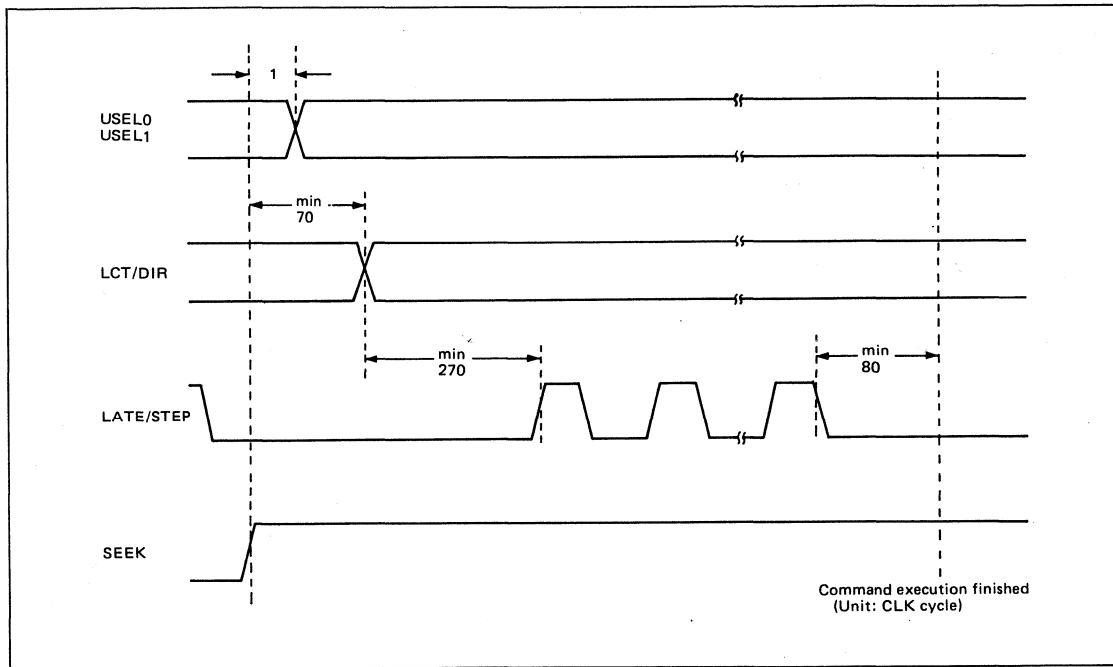 1
USEL0
USEL1
min
70
LCT/DIR
min
270
min
80
LATE/STEP
SEEK
Command execution finished
(Unit: CLK cycle)